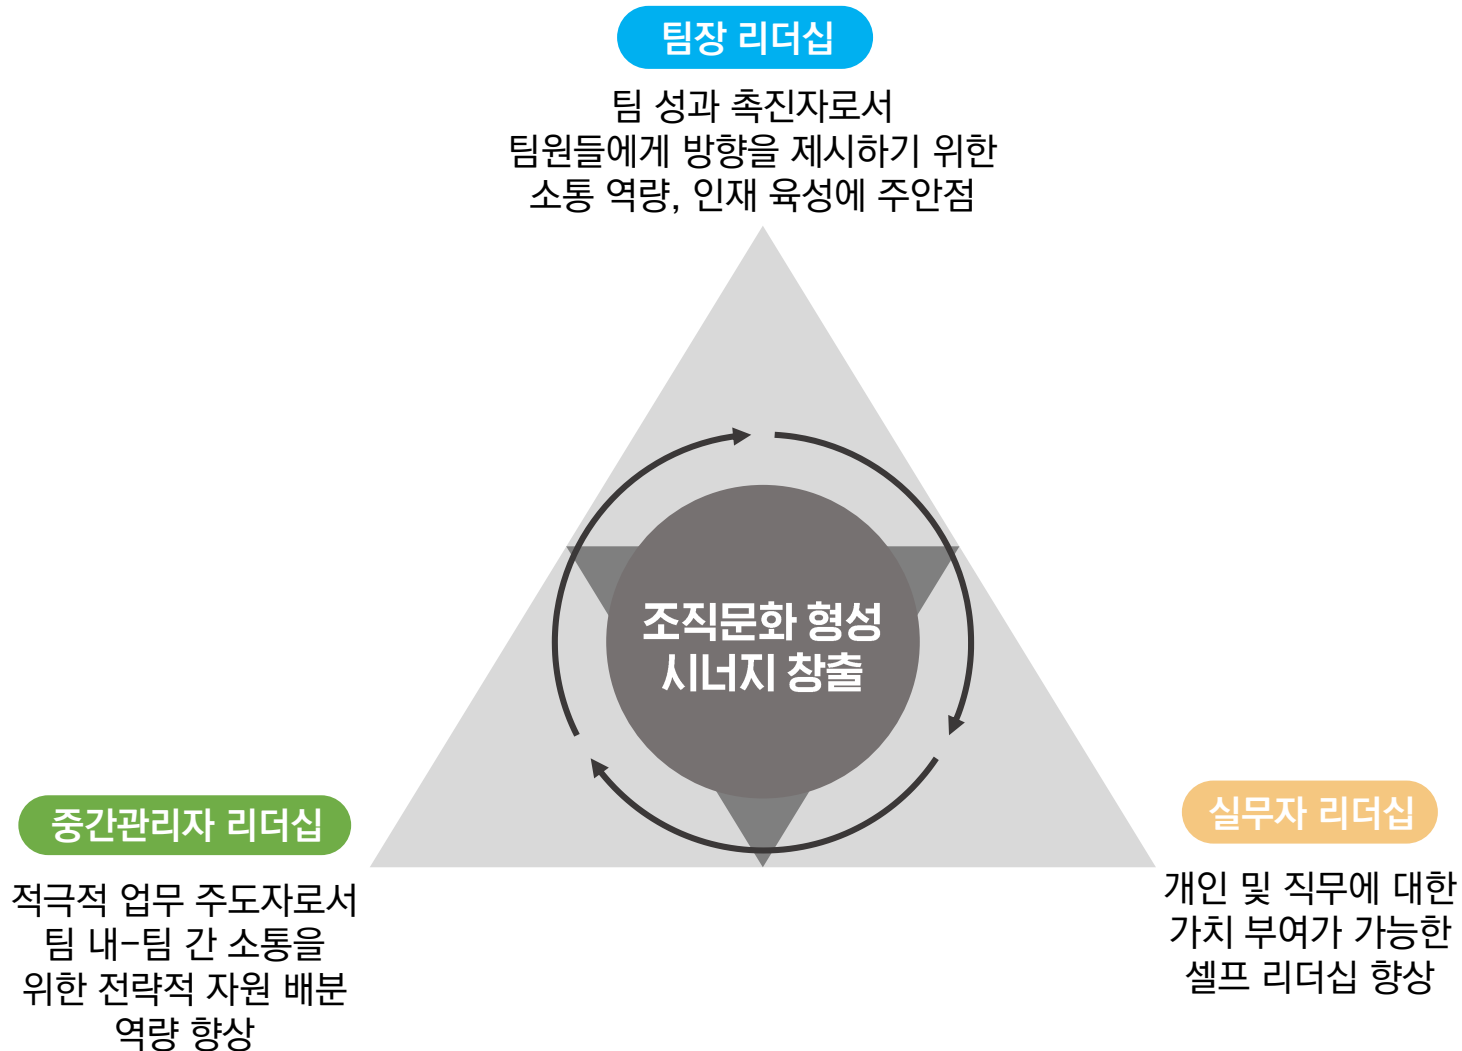 팀장 리더십
팀 성과 촉진자로서
팀원들에게 방향을 제시하기 위한
소통 역량, 인재 육성에 주안점
조직문화 형성
시너지 창출
중간관리자 리더십
적극적 업무 주도자로서
팀 내-팀 간 소통을
위한 전략적 자원 배분
역량 향상
실무자 리더십
개인 및 직무에 대한
가치 부여가 가능한
셀프 리더십 향상